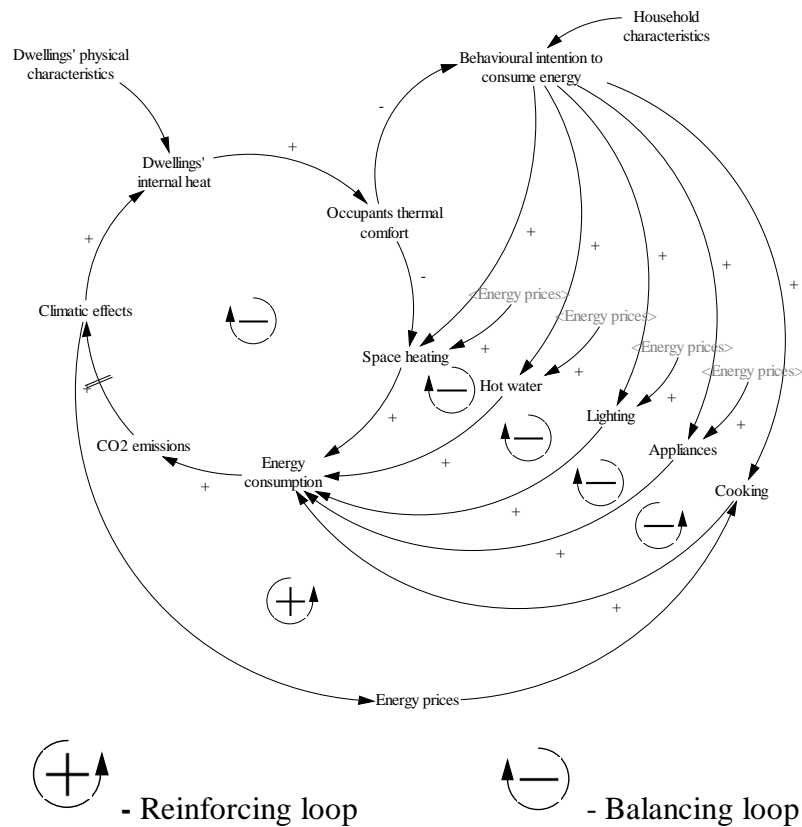 Household
characteristics
Dwellings' physical
characteristics
Behavioural intention to
consume energy
-
+
Dwellings'
internal heat
Occupants thermal
comfort
+
+
+
+
+
-
+
<Energy prices>
<Energy prices>
<Energy prices>
<Energy prices>
Climatic effects
Space heating
+
Hot water
+
+
+
+
+
Lighting
CO2 emissions
Energy
consumption
Appliances
+
+
Cooking
+
+
+
+
Energy prices
- Reinforcing loop
- Balancing loop